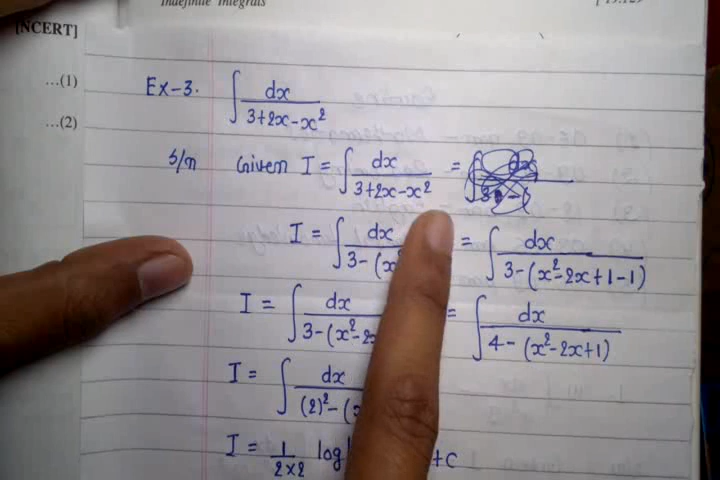 Indefinite Integrals
[NCERT]
...(1)
...(2)
Ex-3. ∫ dx / 3+2x-x²
S/n Given I = ∫ dx / 3+2x-x² =
I = ∫ dx / 3-(x² = ∫ dx / 3-(x²-2x+1-1)
I = ∫ dx / 3-(x²-2x = ∫ dx / 4-(x²-2x+1)
I = ∫ dx / (2)²-(x
I = 1 / 2×2 log +c